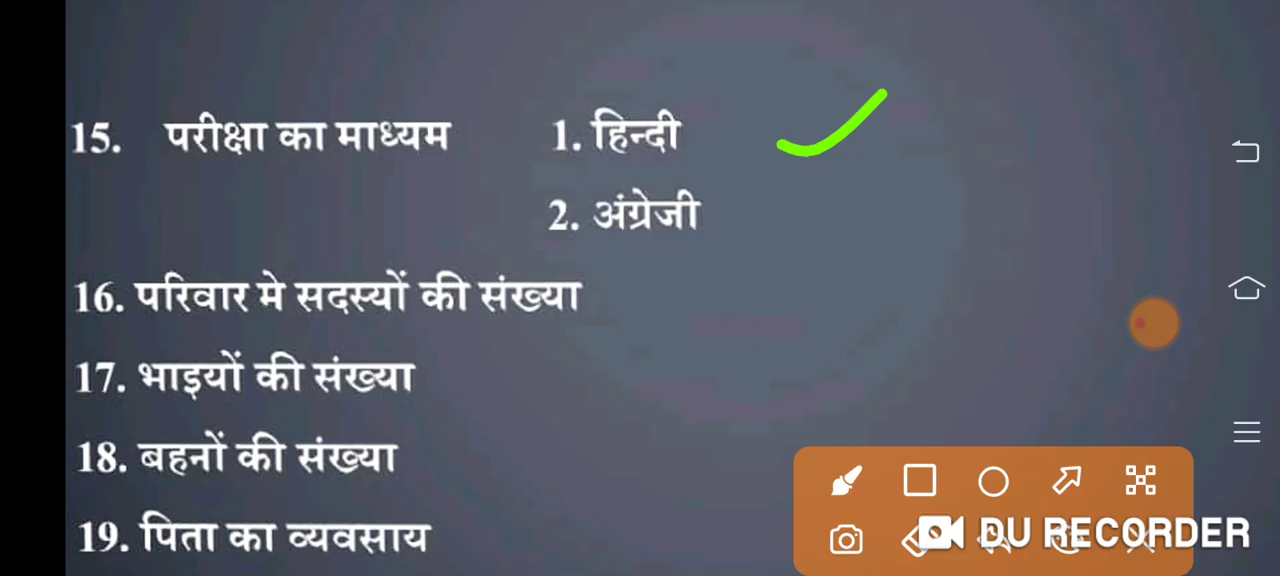 15. परीक्षा का माध्यम 1. हिन्दी
2. अंग्रेजी
16. परिवार मे सदस्यों की संख्या
17. भाइयों की संख्या
18. बहनों की संख्या
19. पिता का व्यवसाय
DU RECORDER